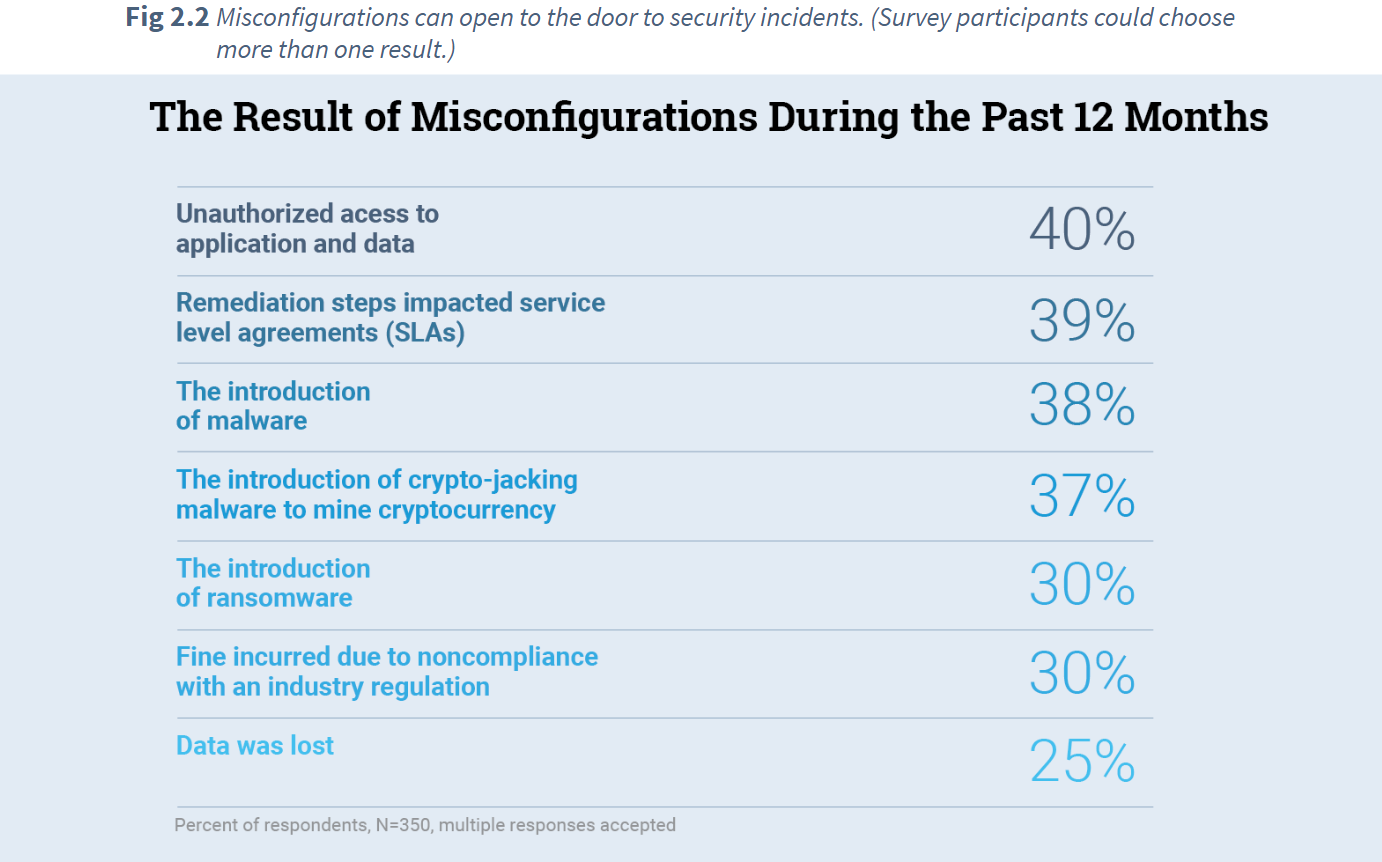 Fig 2.2 Misconfigurations can open to the door to security incidents. (Survey participants could choose
more than one result.)
The Result of Misconfigurations During the Past 12 Months
Unauthorized acess to
application and data
40%
Remediation steps impacted service
level agreements (SLAs)
39%
The introduction
of malware
38%
The introduction of crypto-jacking
malware to mine cryptocurrency
37%
The introduction
of ransomware
30%
Fine incurred due to noncompliance
with an industry regulation
30%
Data was lost
25%
Percent of respondents, N=350, multiple responses accepted